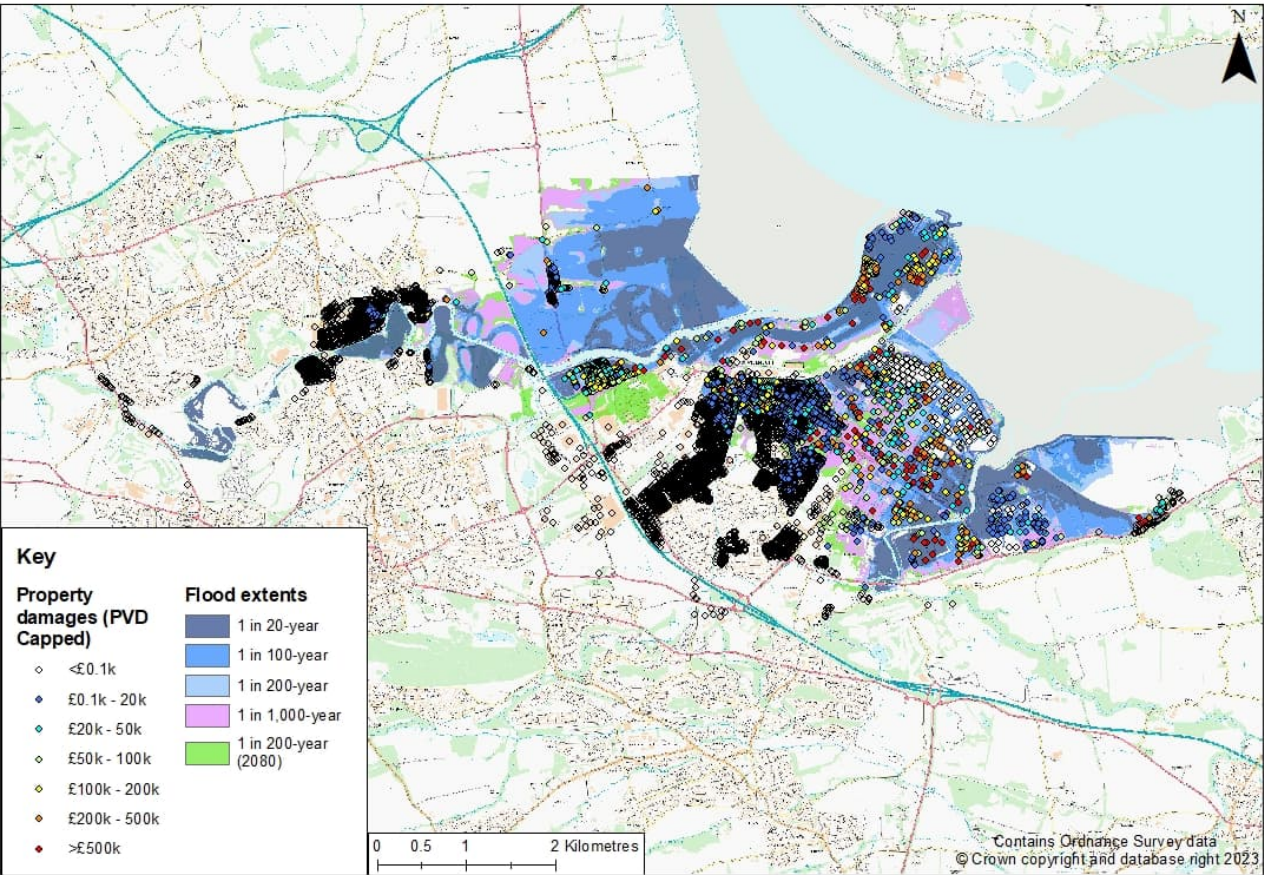 N
Key
Property
damages (PVD
Capped)
<£0.1k
£0.1k - 20k
£20k - 50k
£50k - 100k
£100k - 200k
£200k - 500k
>£500k
Flood extents
1 in 20-year
1 in 100-year
1 in 200-year
1 in 1,000-year
1 in 200-year
(2080)
0 0.5 1 2 Kilometres
Contains Ordnance Survey data
© Crown copyright and database right 2023